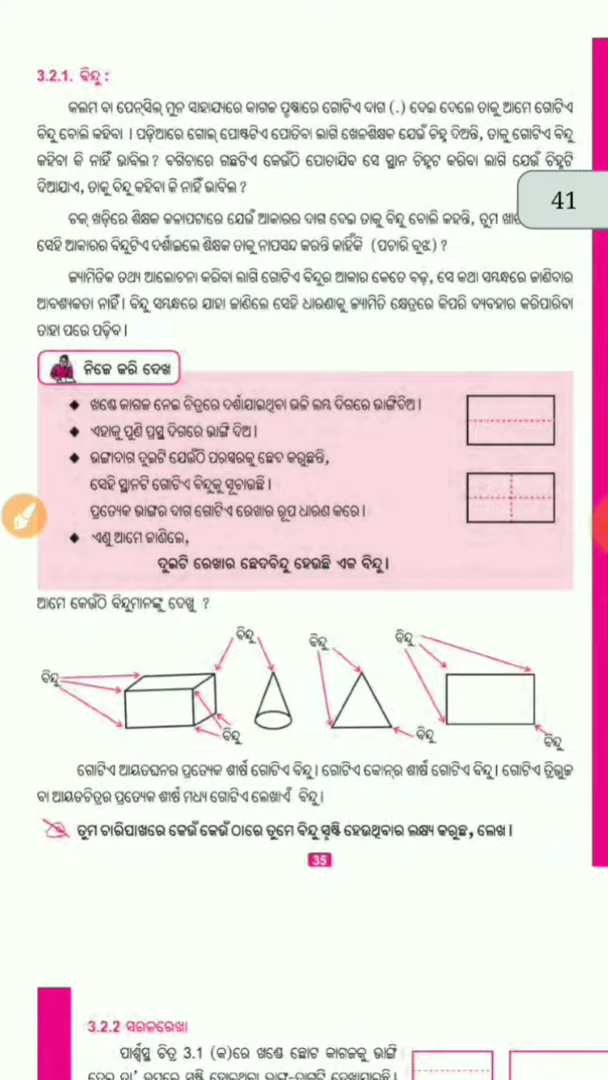 3.2.1. ବିନ୍ଦୁ :
କଲମ ବା ପେନ୍‌ସିଲ୍ ମୁନ ସାହାଯ୍ୟରେ କାଗଜ ପୃଷ୍ଠାରେ ଗୋଟିଏ ଦାଗ (.) ଦେଇ ଦେଲେ ତାକୁ ଆମେ ଗୋଟିଏ
ବିନ୍ଦୁ ବୋଲି କହିବା । ପଡ଼ିଆରେ ଗୋଲ୍ ପୋଷ୍ଟଟିଏ ପୋତିବା ଲାଗି ଖେଳଶିକ୍ଷକ ଯେଉଁ ଚିହ୍ନ ଦିଅନ୍ତି, ତାକୁ ଗୋଟିଏ ବିନ୍ଦୁ
କହିବା କି ନାହିଁ ଭାବିଲ ? ବଗିଚାରେ ଗଛଟିଏ କେଉଁଠି ପୋତାଯିବ ସେ ସ୍ଥାନ ଚିହ୍ନଟ କରିବା ଲାଗି ଯେଉଁ ଚିହ୍ନଟି
ଦିଆଯାଏ, ତାକୁ ବିନ୍ଦୁ କହିବା କି ନାହିଁ ଭାବିଲ ?
41
ଚକ୍ ଖଡ଼ିରେ ଶିକ୍ଷକ କଳାପଟାରେ ଯେଉଁ ଆକାରର ଦାଗ ଦେଇ ତାକୁ ବିନ୍ଦୁ ବୋଲି କହନ୍ତି, ତୁମ
ସେହି ଆକାରର ବିନ୍ଦୁଟିଏ ଦର୍ଶାଇଲେ ଶିକ୍ଷକ ତାକୁ ନାପସନ୍ଦ କରନ୍ତି କାହିଁକି (ପଚାରି ବୁଝ) ?
ଜ୍ୟାମିତିକ ତଥ୍ୟ ଆଲୋଚନା କରିବା ଲାଗି ଗୋଟିଏ ବିନ୍ଦୁର ଆକାର କେତେ ବଡ଼, ସେ କଥା ସମ୍ବନ୍ଧରେ ଜାଣିବାର
ଆବଶ୍ୟକତା ନାହିଁ । ବିନ୍ଦୁ ସମ୍ବନ୍ଧରେ ଯାହା ଜାଣିଲେ ସେହି ଧାରଣାକୁ ଜ୍ୟାମିତି କ୍ଷେତ୍ରରେ କିପରି ବ୍ୟବହାର କରିପାରିବା
ତାହା ପରେ ପଢ଼ିବ ।
ନିଜେ କରି ଦେଖ
◆ ଖଣ୍ଡେ କାଗଜ ନେଇ ଚିତ୍ରରେ ଦର୍ଶାଯାଇଥିବା ଭଳି ଲମ୍ବ ଦିଗରେ ଭାଙ୍ଗିଦିଅ ।
◆ ଏହାକୁ ପୁଣି ପ୍ରସ୍ଥ ଦିଗରେ ଭାଙ୍ଗି ଦିଅ ।
◆ ଭଙ୍ଗାଦାଗ ଦୁଇଟି ଯେଉଁଠି ପରସ୍ପରକୁ ଛେଦ କରୁଛନ୍ତି,
ସେହି ସ୍ଥାନଟି ଗୋଟିଏ ବିନ୍ଦୁକୁ ସୂଚାଉଛି ।
ପ୍ରତ୍ୟେକ ଭାଙ୍ଗର ଦାଗ ଗୋଟିଏ ରେଖାର ରୂପ ଧାରଣ କରେ ।
◆ ଏଣୁ ଆମେ ଜାଣିଲେ,
ଦୁଇଟି ରେଖାର ଛେଦବିନ୍ଦୁ ହେଉଛି ଏକ ବିନ୍ଦୁ ।
ଆମେ କେଉଁଠି ବିନ୍ଦୁମାନଙ୍କୁ ଦେଖୁ ?
ବିନ୍ଦୁ ବିନ୍ଦୁ ବିନ୍ଦୁ
ବିନ୍ଦୁ
ବିନ୍ଦୁ ବିନ୍ଦୁ ବିନ୍ଦୁ
ଗୋଟିଏ ଆୟତଘନର ପ୍ରତ୍ୟେକ ଶୀର୍ଷ ଗୋଟିଏ ବିନ୍ଦୁ । ଗୋଟିଏ କୋନ୍‌ର ଶୀର୍ଷ ଗୋଟିଏ ବିନ୍ଦୁ । ଗୋଟିଏ ତ୍ରିଭୁଜ
ବା ଆୟତଚିତ୍ରର ପ୍ରତ୍ୟେକ ଶୀର୍ଷ ମଧ୍ୟ ଗୋଟିଏ ଲେଖାଏଁ ବିନ୍ଦୁ ।
ତୁମ ଚାରିପାଖରେ କେଉଁ କେଉଁ ଠାରେ ତୁମେ ବିନ୍ଦୁ ସୃଷ୍ଟି ହେଉଥିବାର ଲକ୍ଷ୍ୟ କରୁଛ, ଲେଖ ।
35
3.2.2 ସରଳରେଖା
ପାର୍ଶ୍ୱସ୍ଥ ଚିତ୍ର 3.1 (କ)ରେ ଖଣ୍ଡେ ଛୋଟ କାଗଜକୁ ଭାଙ୍ଗି